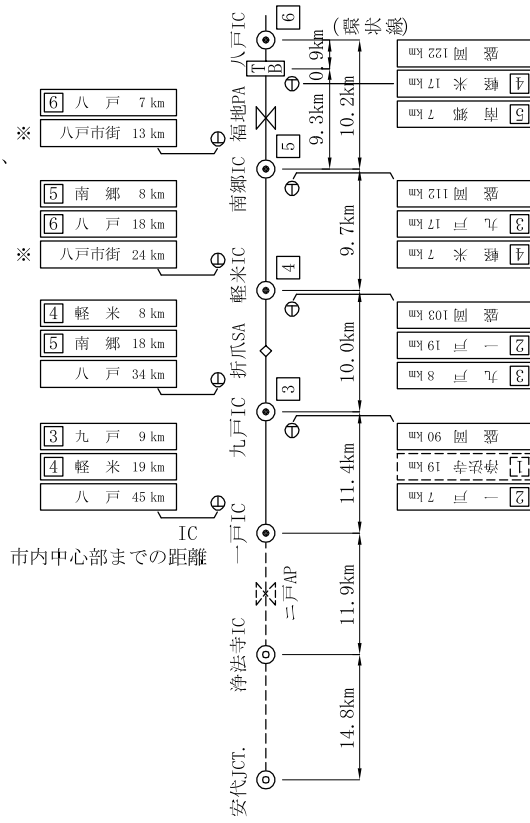 (環状線)
八戸IC
6
0.9km
TB
福地PA
9.3km
10.2km
南郷IC
5
9.7km
軽米IC
4
折爪SA
10.0km
九戸IC
3
11.4km
一戸IC
11.9km
ニ戸AP
浄法寺IC
14.8km
安代JCT.
6 八戸 7 km
※ 八戸市街 13 km
、
5 南郷 8 km
6 八戸 18 km
※ 八戸市街 24 km
4 軽米 8 km
5 南郷 18 km
八戸 34 km
3 九戸 9 km
4 軽米 19 km
八戸 45 km
IC
市内中心部までの距離
盛岡 122 km
4 軽米 17 km
5 南郷 7 km
盛岡 112 km
3 九戸 17 km
4 軽米 7 km
盛岡 103 km
2 一戸 19 km
3 九戸 8 km
盛岡 90 km
1 浄法寺 19 km
2 一戸 7 km